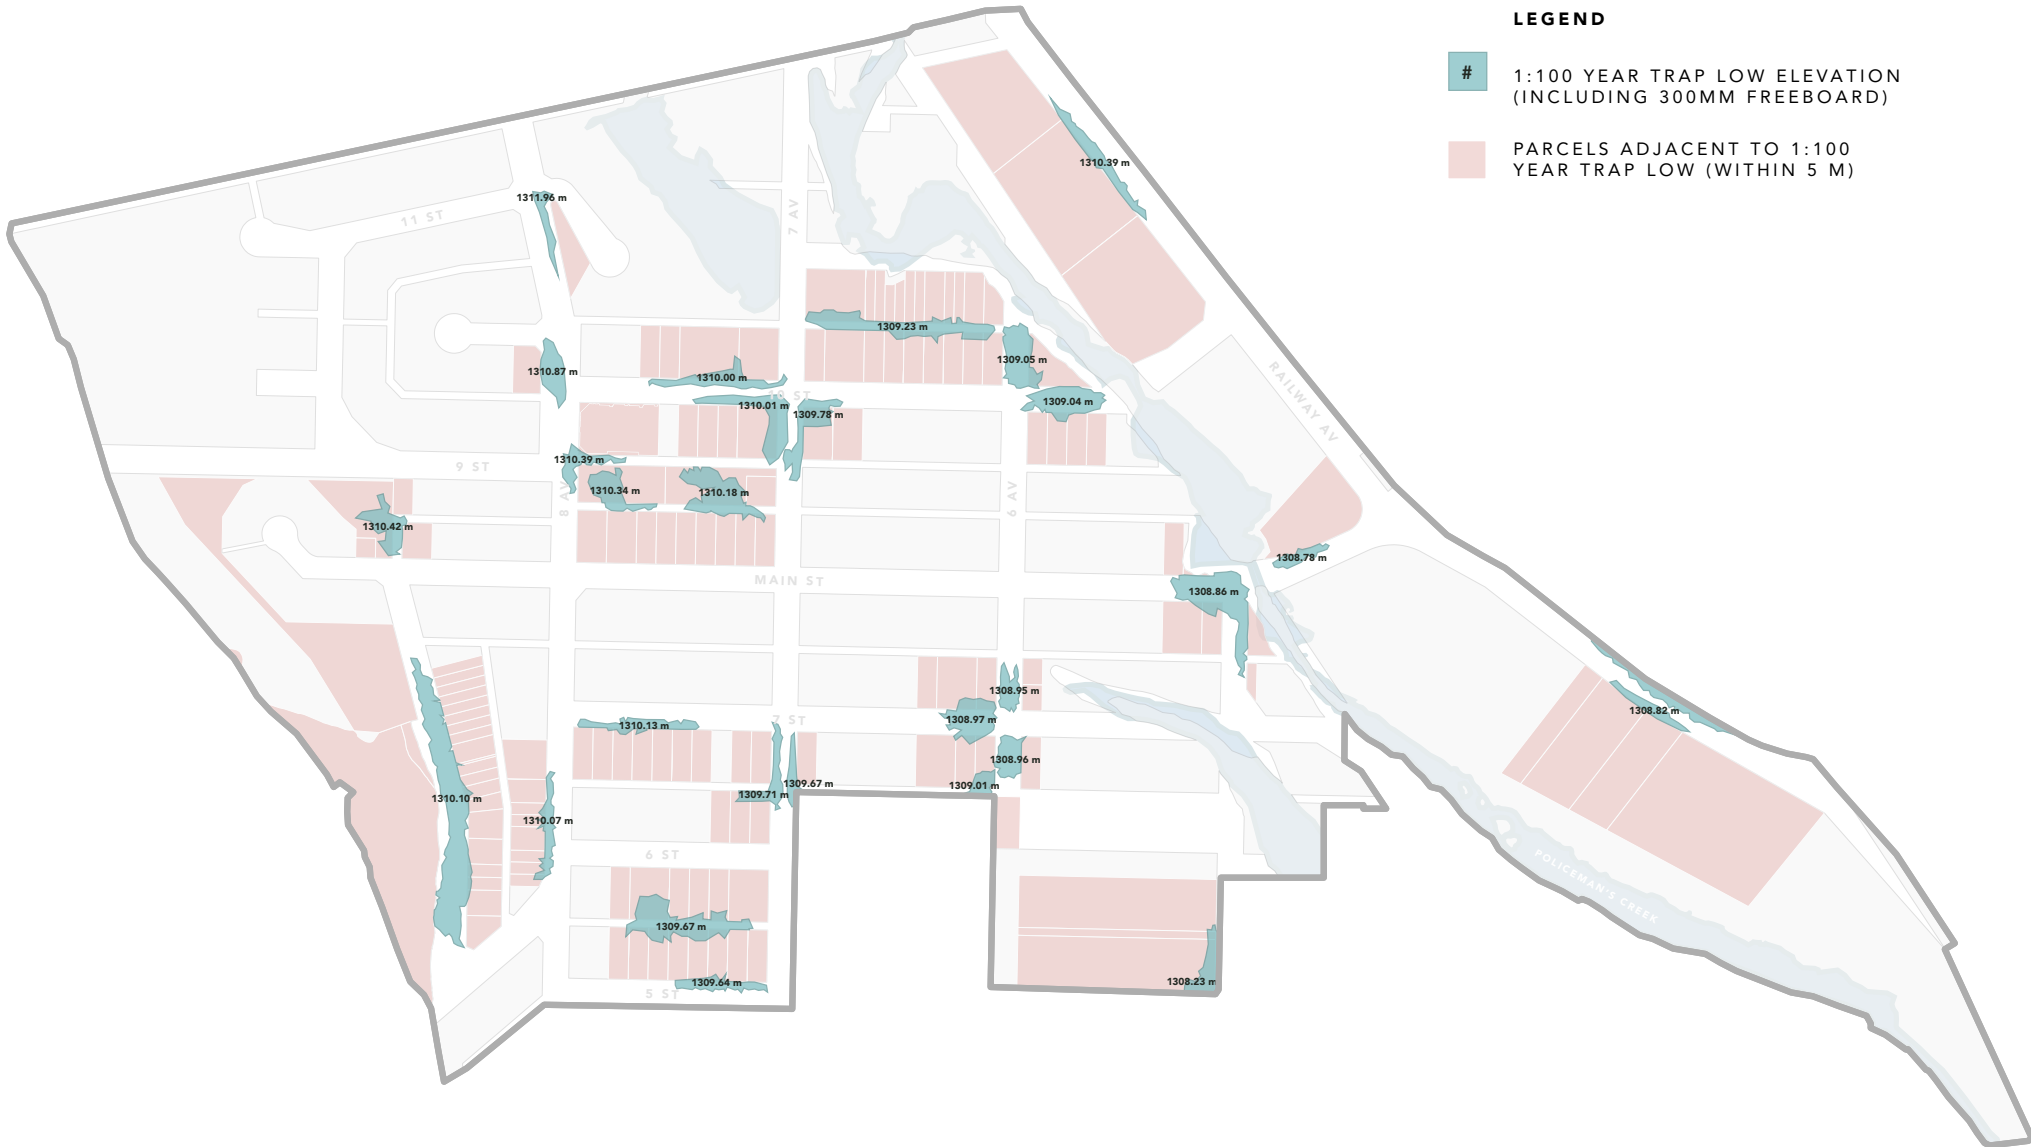 LEGEND
#
1:100 YEAR TRAP LOW ELEVATION
(INCLUDING 300MM FREEBOARD)
PARCELS ADJACENT TO 1:100
YEAR TRAP LOW (WITHIN 5 M)
1310.39 m
1311.96 m
11 ST
7 AV
1309.23 m
1309.05 m
1310.87 m
1310.00 m
RAILWAY AV
10 ST
1310.01 m
1309.78 m
1309.04 m
1310.39 m
9 ST
1310.34 m
1310.18 m
8 AV
6 AV
1310.42 m
1308.78 m
MAIN ST
1308.86 m
1308.95 m
1308.82 m
7 ST
1308.97 m
1310.13 m
1308.96 m
1309.67 m
1309.01 m
1309.71 m
1310.10 m
1310.07 m
6 ST
POLICEMAN'S CREEK
1309.67 m
1309.64 m
1308.23 m
5 ST